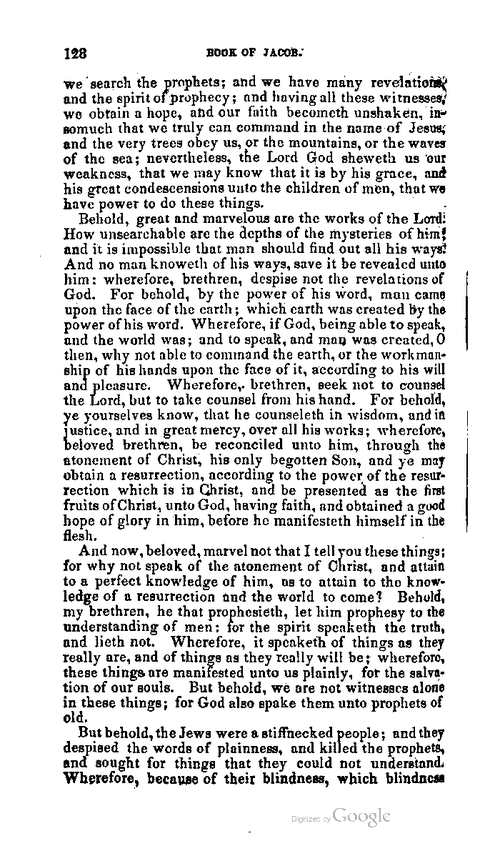 128 BOOK OF JACOB.
we search the prophets; and we have many revelations,
and the spirit of prophecy; and having all these witnesses,
we obtain a hope, and our faith becometh unshaken, in-
somuch that we truly can command in the name of Jesus,
and the very trees obey us, or the mountains, or the waves
of the sea; nevertheless, the Lord God sheweth us our
weakness, that we may know that it is by his grace, and
his great condescensions unto the children of men, that we
have power to do these things.
Behold, great and marvelous are the works of the Lord.
How unsearchable are the depths of the mysteries of him!
and it is impossible that man should find out all his ways!
And no man knoweth of his ways, save it be revealed unto
him: wherefore, brethren, despise not the revelations of
God. For behold, by the power of his word, man came
upon the face of the earth; which earth was created by the
power of his word. Wherefore, if God, being able to speak,
and the world was; and to speak, and man was created, O
then, why not able to command the earth, or the workman-
ship of his hands upon the face of it, according to his will
and pleasure. Wherefore, brethren, seek not to counsel
the Lord, but to take counsel from his hand. For behold,
ye yourselves know, that he counseleth in wisdom, and in
justice, and in great mercy, over all his works; wherefore,
beloved brethren, be reconciled unto him, through the
atonement of Christ, his only begotten Son, and ye may
obtain a resurrection, according to the power of the resur-
rection which is in Christ, and be presented as the first
fruits of Christ, unto God, having faith, and obtained a good
hope of glory in him, before he manifesteth himself in the
flesh.
And now, beloved, marvel not that I tell you these things;
for why not speak of the atonement of Christ, and attain
to a perfect knowledge of him, as to attain to the know-
ledge of a resurrection and the world to come? Behold,
my brethren, he that prophesieth, let him prophesy to the
understanding of men; for the spirit speaketh the truth,
and lieth not. Wherefore, it speaketh of things as they
really are, and of things as they really will be; wherefore,
these things are manifested unto us plainly, for the salva-
tion of our souls. But behold, we are not witnesses alone
in these things; for God also spake them unto prophets of
old.
But behold, the Jews were a stiffnecked people; and they
despised the words of plainness, and killed the prophets,
and sought for things that they could not understand.
Wherefore, because of their blindness, which blindness
Digitized by Google